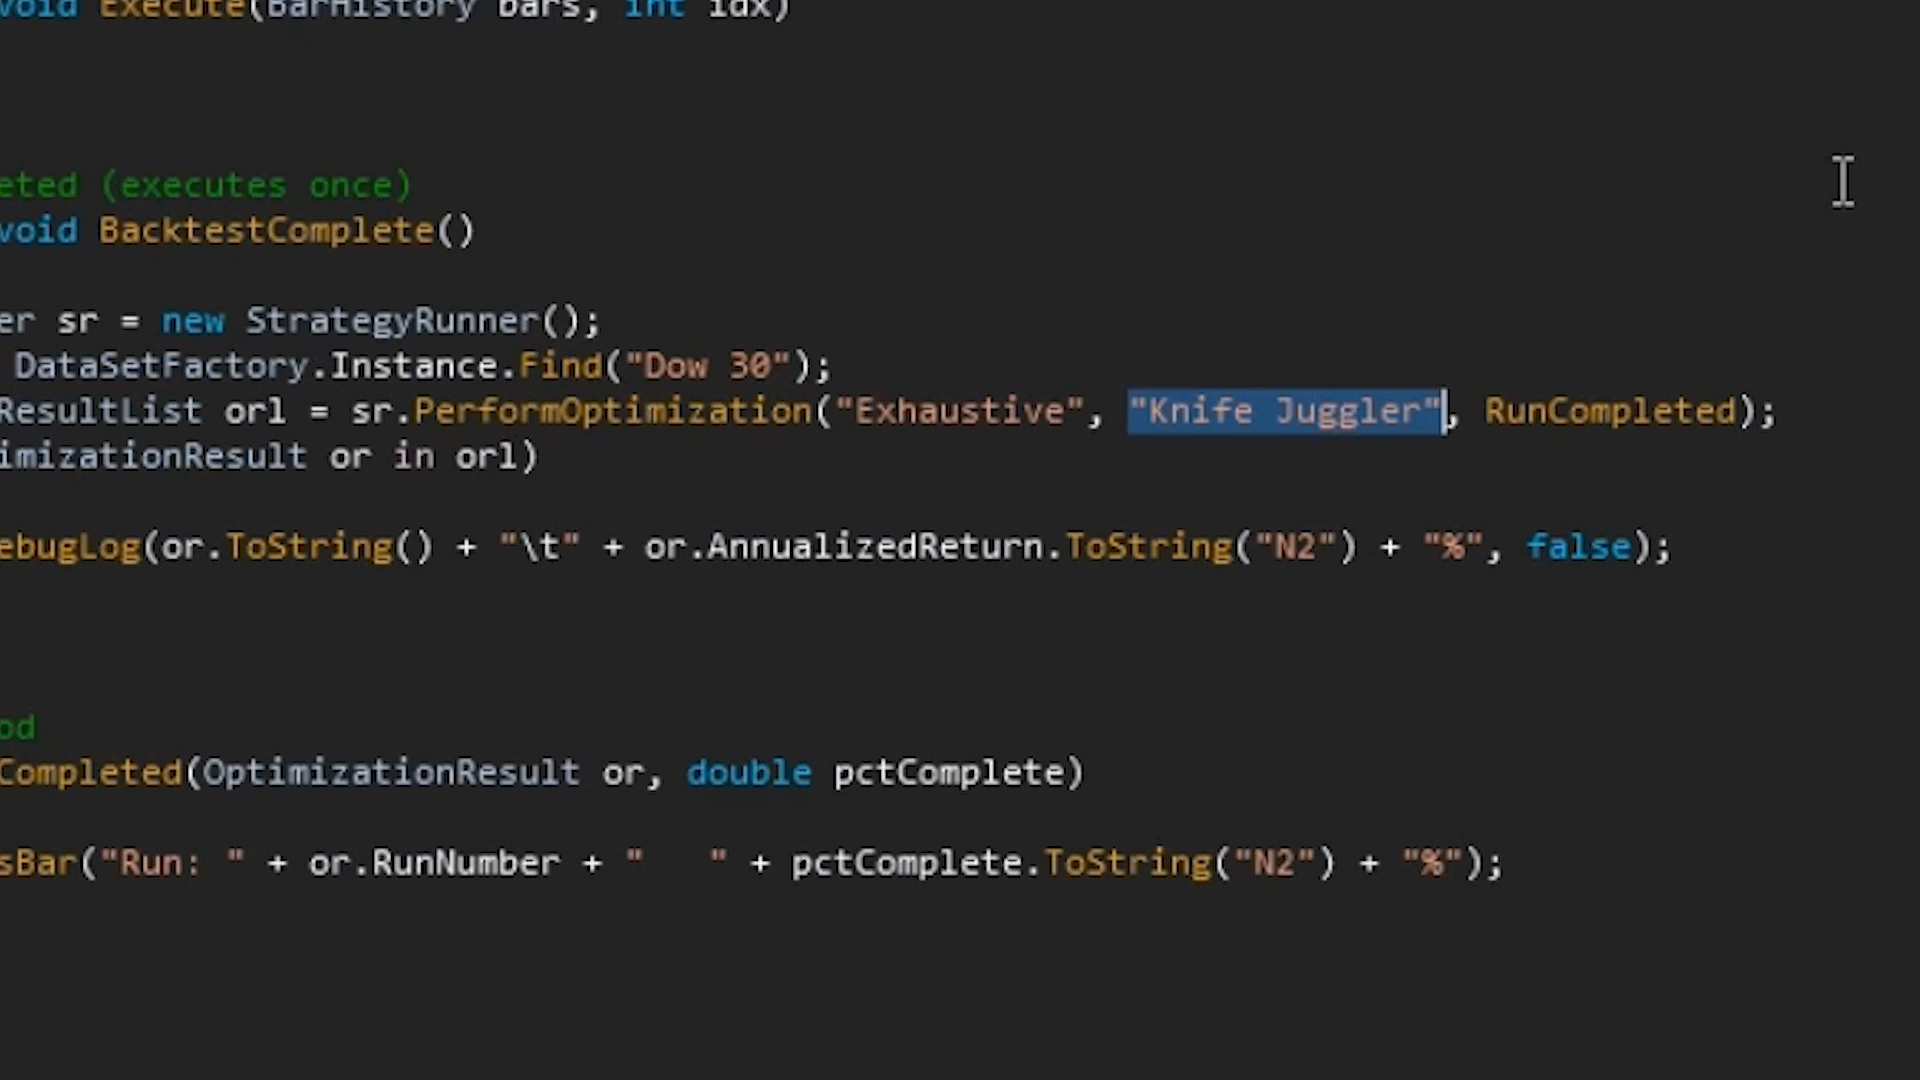 void Execute(BarHistory bars, int idx)
eted (executes once)
void BacktestComplete()
er sr = new StrategyRunner();
DataSetFactory.Instance.Find("Dow 30");
ResultList orl = sr.PerformOptimization("Exhaustive", "Knife Juggler", RunCompleted);
imizationResult or in orl)
ebugLog(or.ToString() + "\t" + or.AnnualizedReturn.ToString("N2") + "%", false);
od
Completed(OptimizationResult or, double pctComplete)
sBar("Run: " + or.RunNumber + "   " + pctComplete.ToString("N2") + "%");